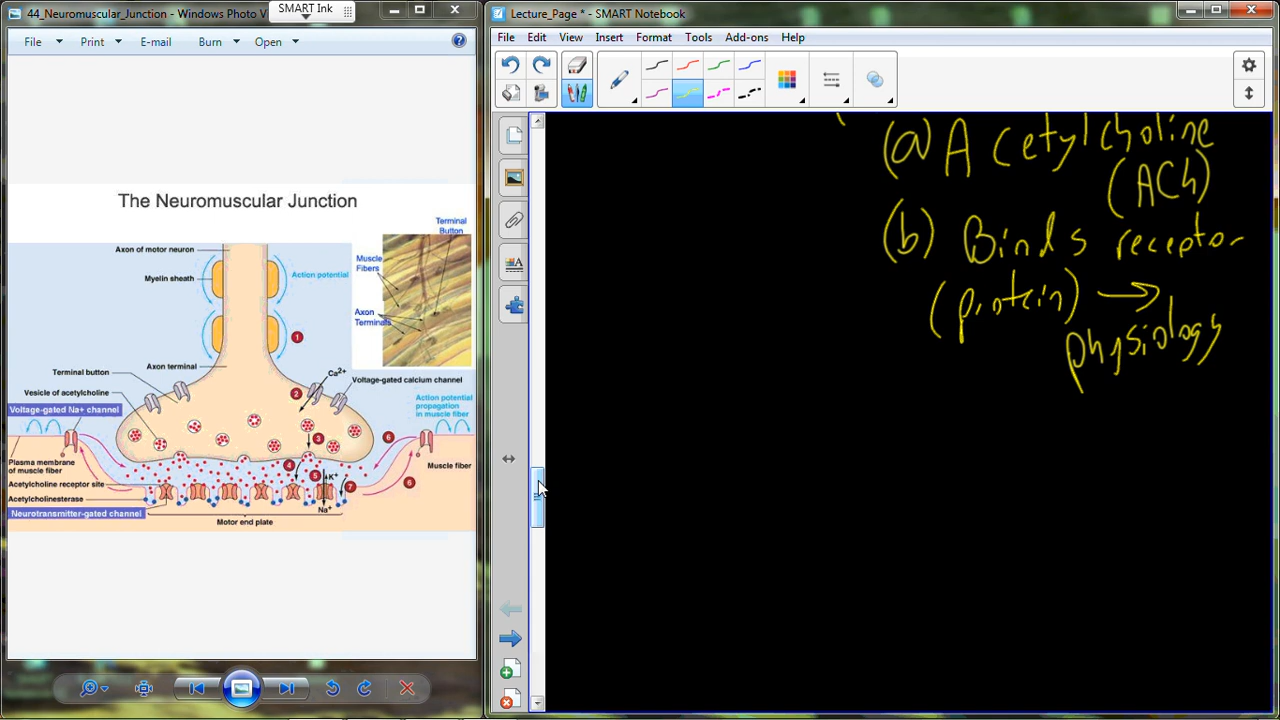 44_Neuromuscular_Junction - Windows Photo V
SMART Ink
File Print E-mail Burn Open
The Neuromuscular Junction
Terminal
Button
Axon of motor neuron
Muscle
Fibers
Myelin sheath
Action potential
Axon
Terminals
1
Axon terminal
Ca2+
Terminal button
Voltage-gated calcium channel
2
Vesicle of acetylcholine
Action potential
propagation
in muscle fiber
Voltage-gated Na+ channel
3
6
Plasma membrane
of muscle fiber
4
Muscle fiber
5
K+
Acetylcholine receptor site
7
6
Acetylcholinesterase
Na+
Neurotransmitter-gated channel
Motor end plate
Lecture_Page * - SMART Notebook
File Edit View Insert Format Tools Add-ons Help
(a) Acetylcholine
(ACh)
(b) Binds receptor
(protein) →
physiology